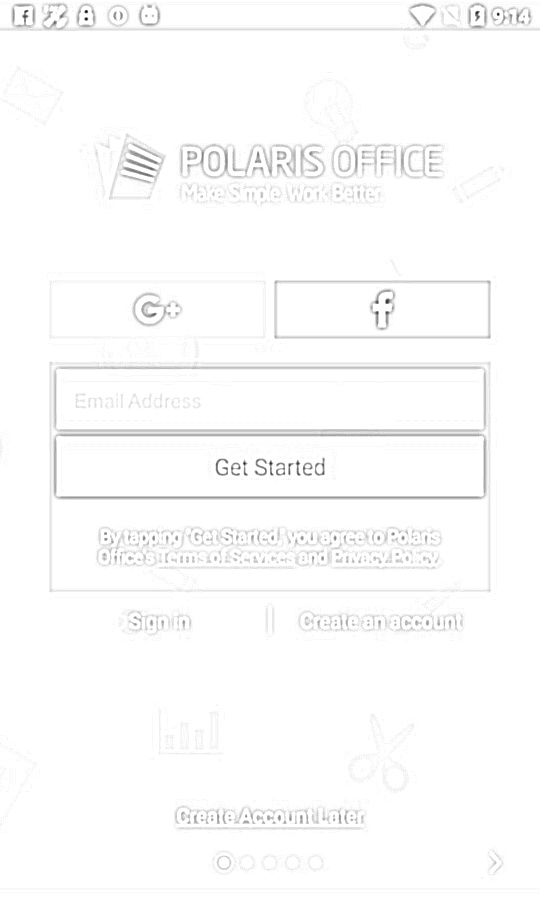 9:14
POLARIS OFFICE
Make Simple. Work Better.
G+
f
Email Address
Get Started
By tapping "Get Started", you agree to Polaris
Office's Terms of Services and Privacy Policy.
Sign in | Create an account
Create Account Later